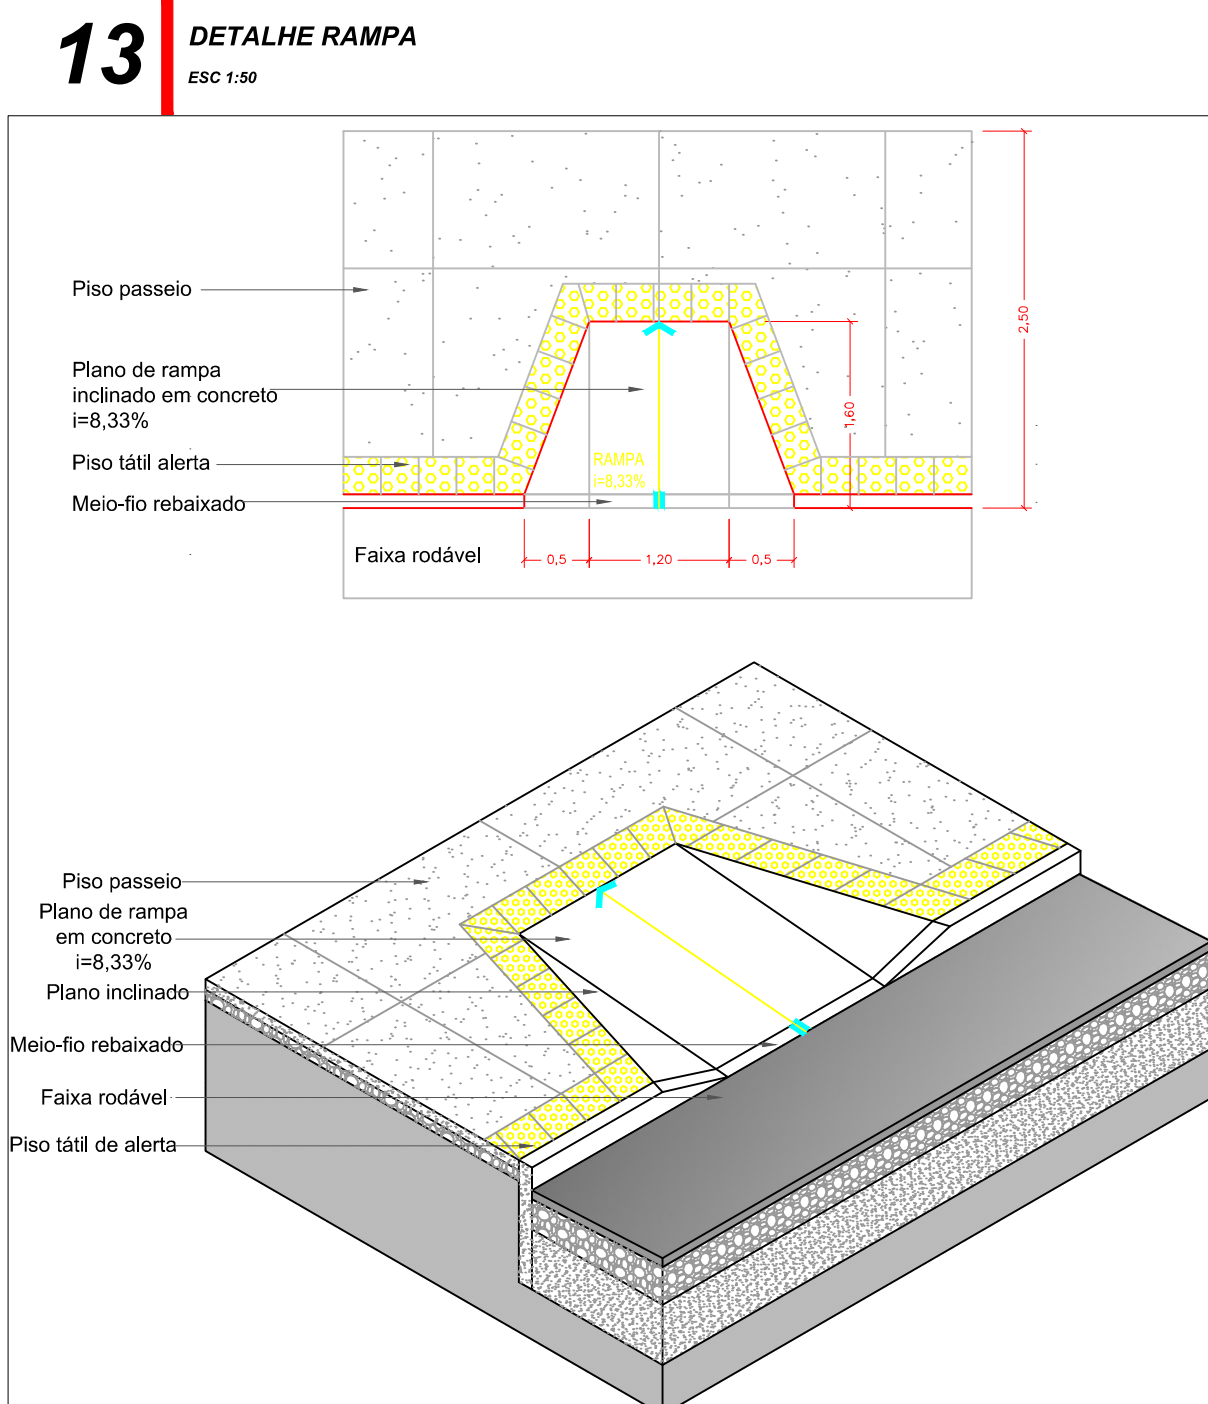 13
DETALHE RAMPA
ESC 1:50
Piso passeio
Plano de rampa
inclinado em concreto
i=8,33%
Piso tátil alerta
Meio-fio rebaixado
Faixa rodável
RAMPA
i=8,33%
2,50
1,60
0,5
1,20
0,5
Piso passeio
Plano de rampa
em concreto
i=8,33%
Plano inclinado
Meio-fio rebaixado
Faixa rodável
Piso tátil de alerta